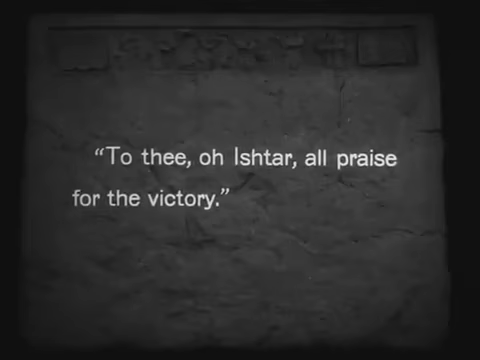 “To thee, oh Ishtar, all praise
for the victory.”